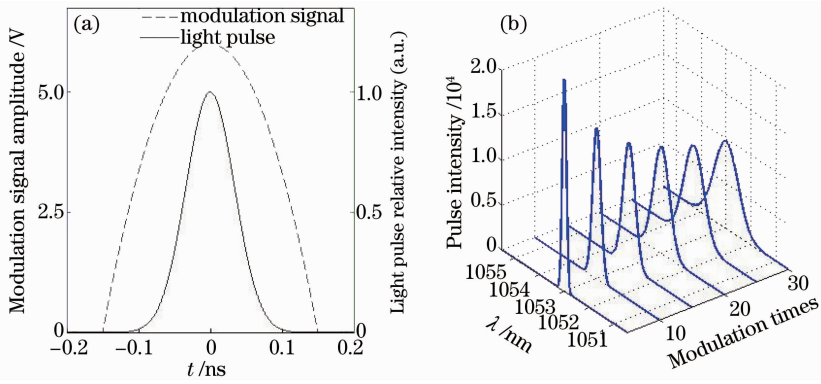 (a)
modulation signal
light pulse
Modulation signal amplitude /V
5.0
2.5
0
1.0
0.5
0
Light pulse relative intensity (a.u.)
-0.2 -0.1 0 0.1 0.2
t /ns
(b)
Pulse intensity /10⁴
2.0
1.5
1.0
0.5
0
1055
1054
1053
1052
1051
λ /nm
10
20
30
Modulation times